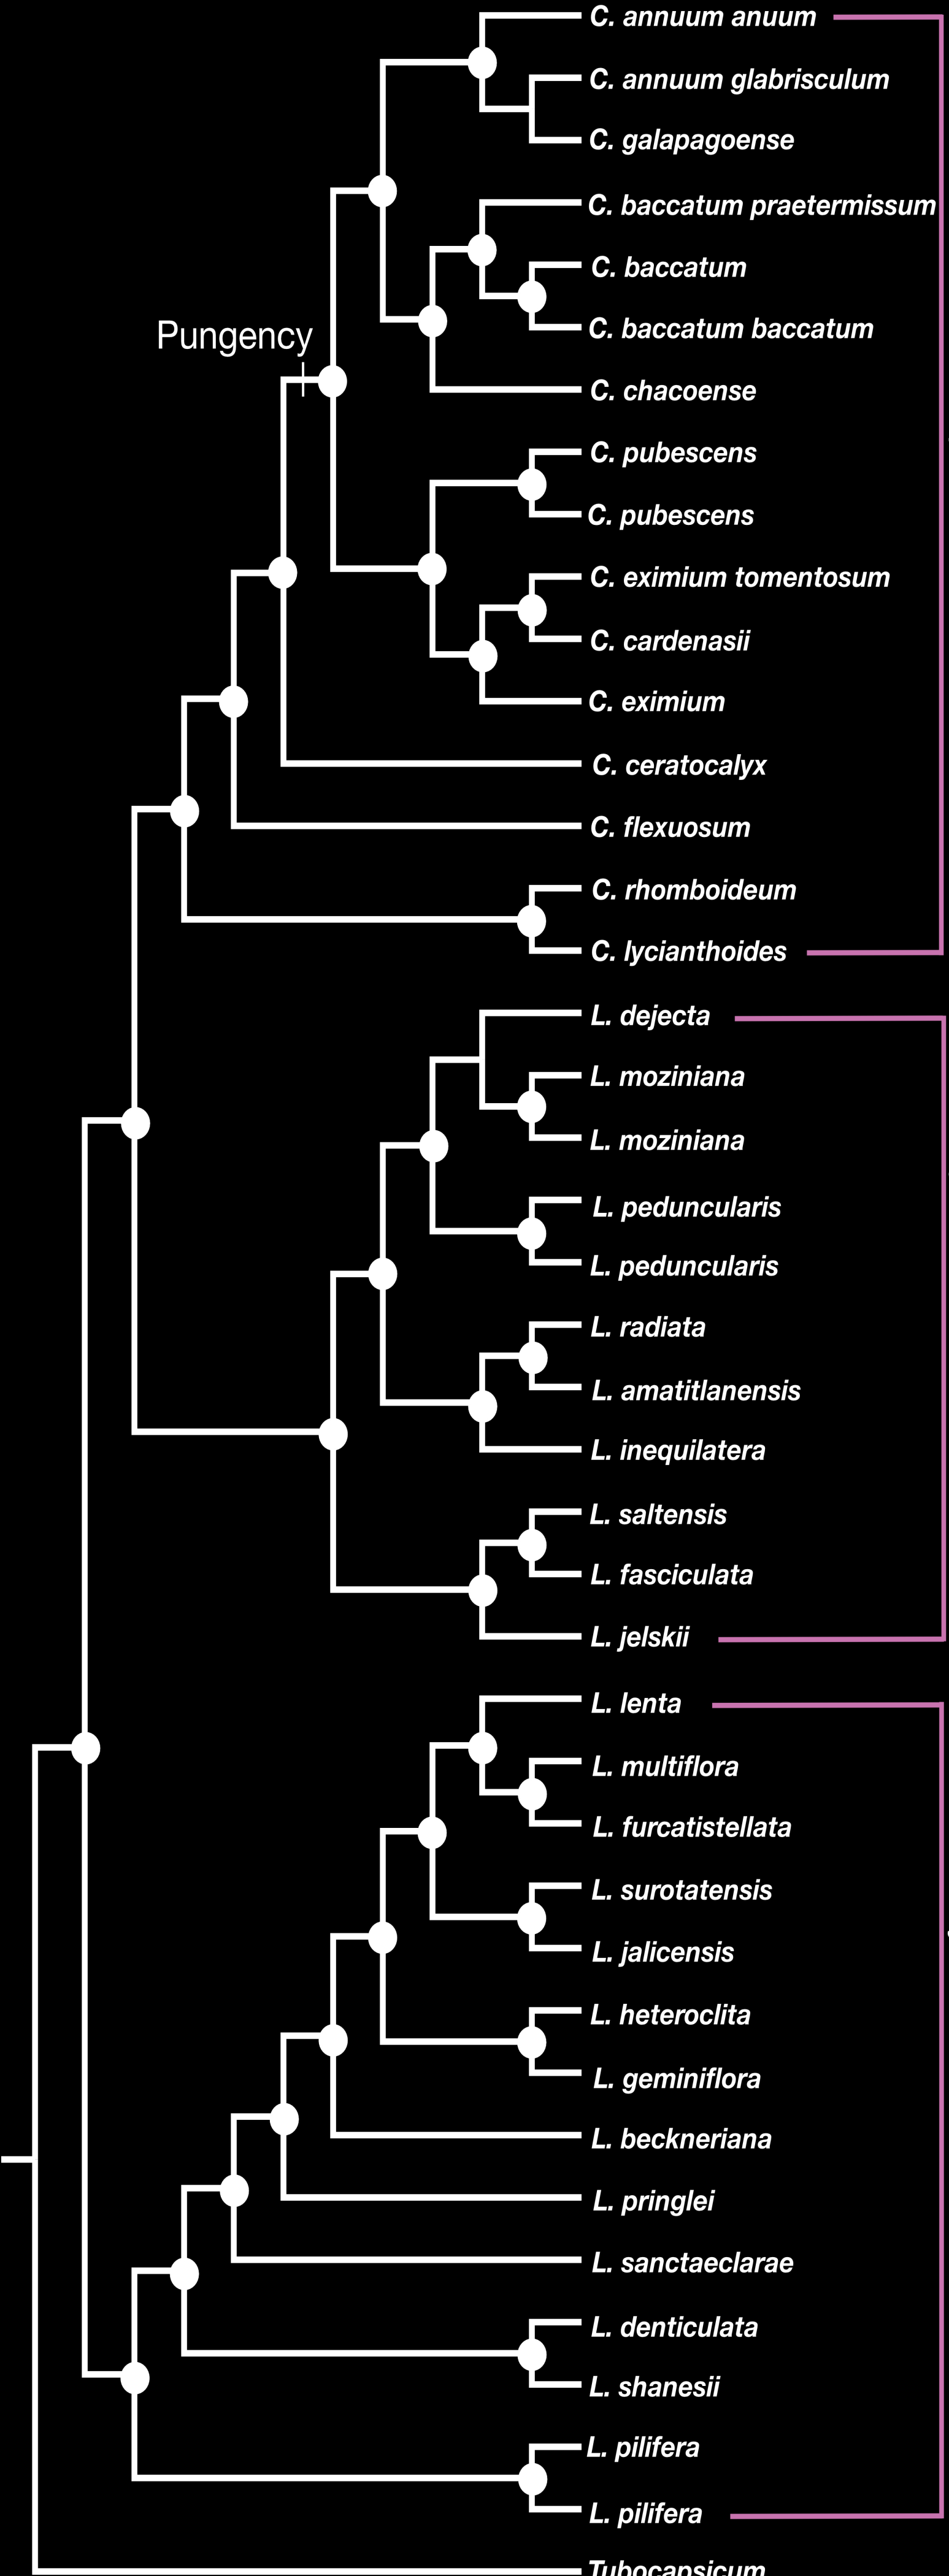 C. annuum anuum
C. annuum glabrisculum
C. galapagoense
C. baccatum praetermissum
C. baccatum
C. baccatum baccatum
Pungency
C. chacoense
C. pubescens
C. pubescens
C. eximium tomentosum
C. cardenasii
C. eximium
C. ceratocalyx
C. flexuosum
C. rhomboideum
C. lycianthoides
L. dejecta
L. moziniana
L. moziniana
L. peduncularis
L. peduncularis
L. radiata
L. amatitlanensis
L. inequilatera
L. saltensis
L. fasciculata
L. jelskii
L. lenta
L. multiflora
L. furcatistellata
L. surotatensis
L. jalicensis
L. heteroclita
L. geminiflora
L. beckneriana
L. pringlei
L. sanctaeclarae
L. denticulata
L. shanesii
L. pilifera
L. pilifera
Tubocapsicum